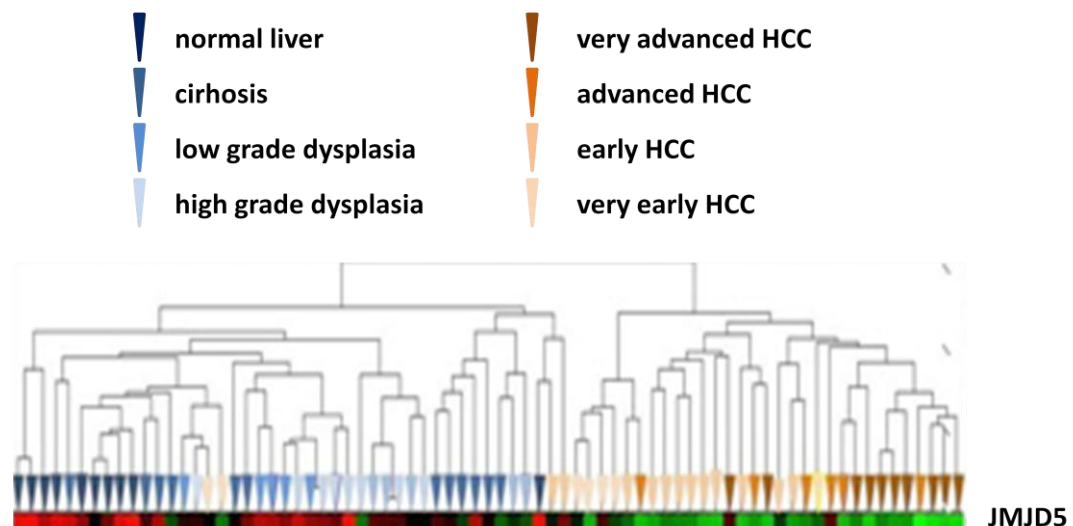 normal liver
cirhosis
low grade dysplasia
high grade dysplasia
very advanced HCC
advanced HCC
early HCC
very early HCC
JMJD5